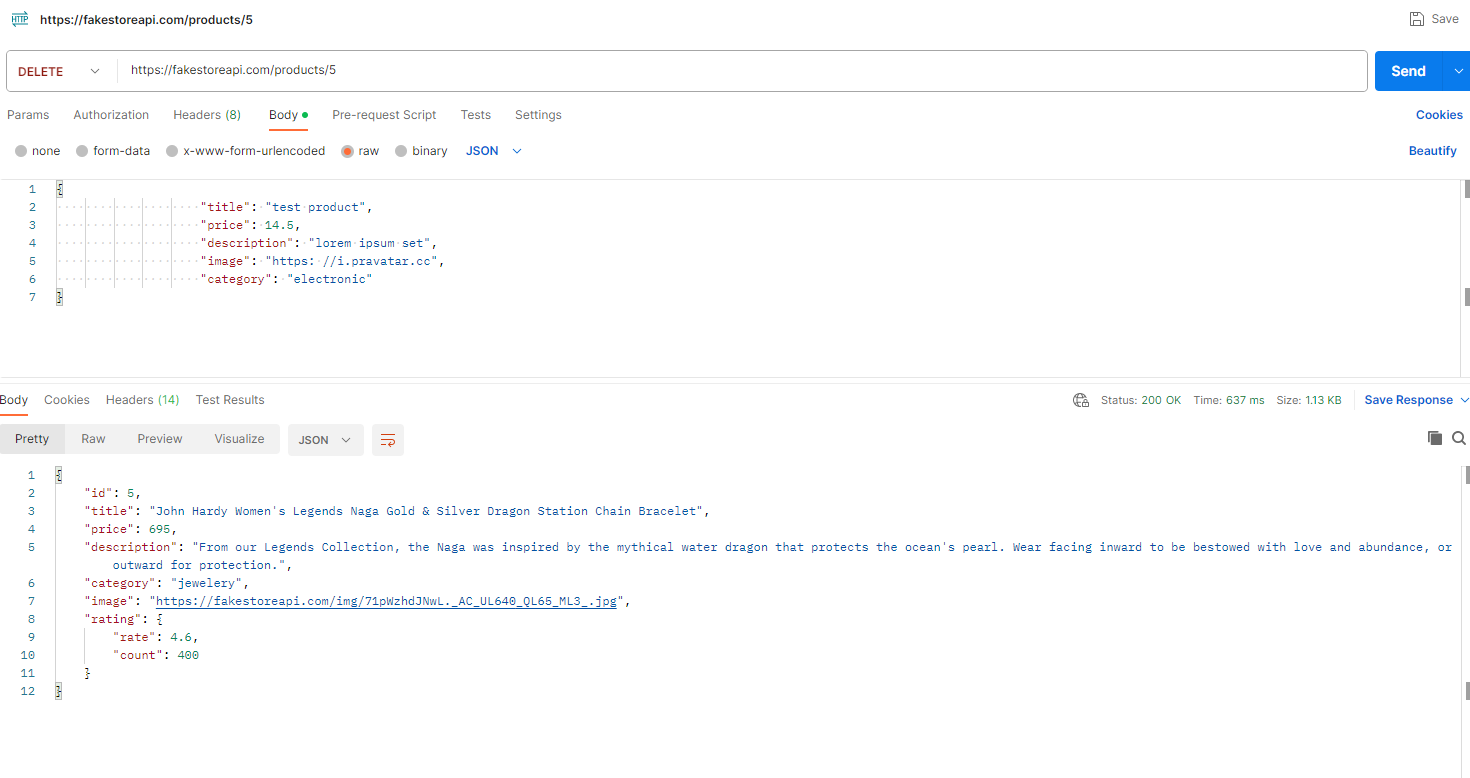 HTTP https://fakestoreapi.com/products/5 Save
DELETE https://fakestoreapi.com/products/5 Send
Params Authorization Headers (8) Body Pre-request Script Tests Settings Cookies
none form-data x-www-form-urlencoded raw binary JSON Beautify
1 {
2 "title": "test product",
3 "price": 14.5,
4 "description": "lorem ipsum set",
5 "image": "https: //i.pravatar.cc",
6 "category": "electronic"
7 }
Body Cookies Headers (14) Test Results Status: 200 OK Time: 637 ms Size: 1.13 KB Save Response
Pretty Raw Preview Visualize JSON
1 {
2 "id": 5,
3 "title": "John Hardy Women's Legends Naga Gold & Silver Dragon Station Chain Bracelet",
4 "price": 695,
5 "description": "From our Legends Collection, the Naga was inspired by the mythical water dragon that protects the ocean's pearl. Wear facing inward to be bestowed with love and abundance, or
outward for protection.",
6 "category": "jewelery",
7 "image": "https://fakestoreapi.com/img/71pWzhdJNwL._AC_UL640_QL65_ML3_.jpg",
8 "rating": {
9 "rate": 4.6,
10 "count": 400
11 }
12 }